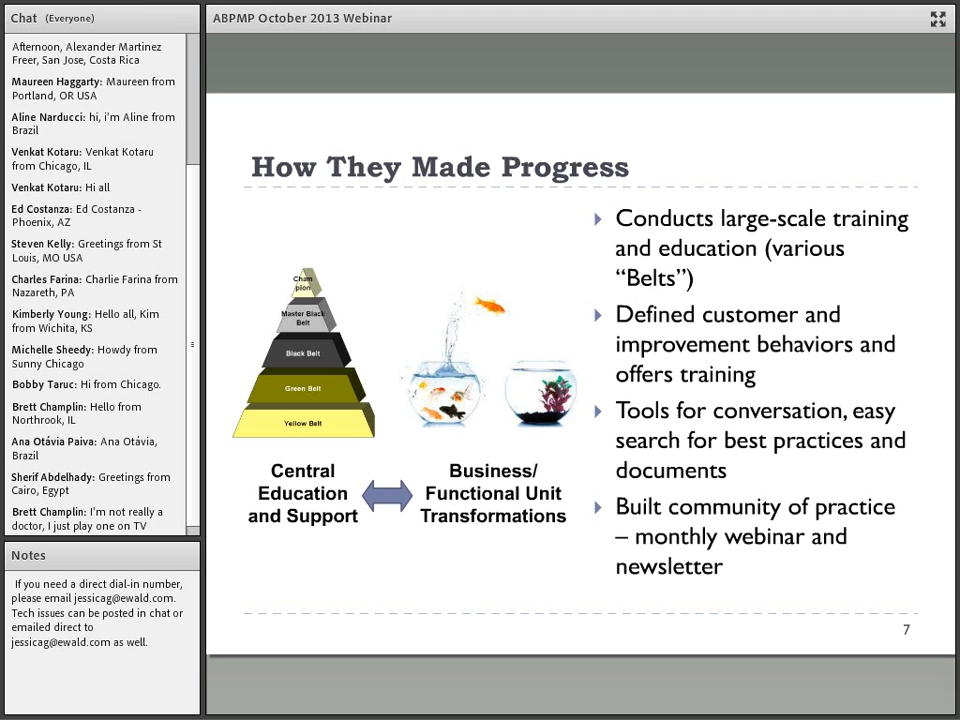 Chat (Everyone)
Afternoon, Alexander Martinez
Freer, San Jose, Costa Rica
Maureen Haggarty: Maureen from
Portland, OR USA
Aline Narducci: hi, i'm Aline from
Brazil
Venkat Kotaru: Venkat Kotaru
from Chicago, IL
Venkat Kotaru: Hi all
Ed Costanza: Ed Costanza -
Phoenix, AZ
Steven Kelly: Greetings from St
Louis, MO USA
Charles Farina: Charlie Farina from
Nazareth, PA
Kimberly Young: Hello all, Kim
from Wichita, KS
Michelle Sheedy: Howdy from
Sunny Chicago
Bobby Taruc: Hi from Chicago.
Brett Champlin: Hello from
Northrook, IL
Ana Otávia Paiva: Ana Otávia,
Brazil
Sherif Abdelhady: Greetings from
Cairo, Egypt
Brett Champlin: I'm not really a
doctor, I just play one on TV
Notes
If you need a direct dial-in number,
please email jessicag@ewald.com.
Tech issues can be posted in chat or
emailed direct to
jessicag@ewald.com as well.
ABPMP October 2013 Webinar
How They Made Progress
Cham
pion
Master Black
Belt
Black Belt
Green Belt
Yellow Belt
Central
Education
and Support
Business/
Functional Unit
Transformations
Conducts large-scale training
and education (various
“Belts”)
Defined customer and
improvement behaviors and
offers training
Tools for conversation, easy
search for best practices and
documents
Built community of practice
– monthly webinar and
newsletter
7